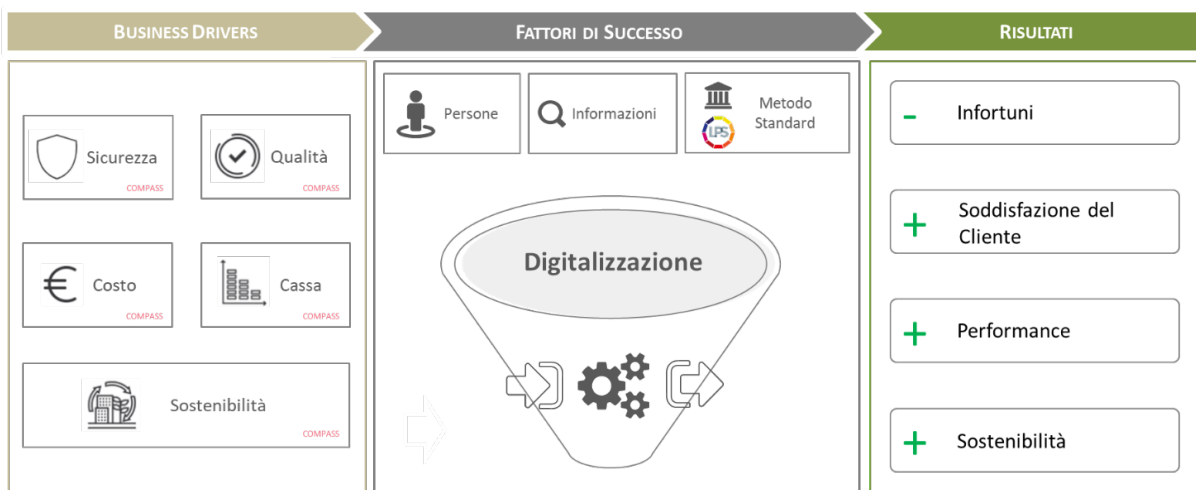 BUSINESS DRIVERS
FATTORI DI SUCCESSO
RISULTATI
Sicurezza
COMPASS
Qualità
COMPASS
Costo
COMPASS
Cassa
COMPASS
Sostenibilità
COMPASS
Persone
Informazioni
LPS
Metodo
Standard
Digitalizzazione
- Infortuni
+ Soddisfazione del
Cliente
+ Performance
+ Sostenibilità